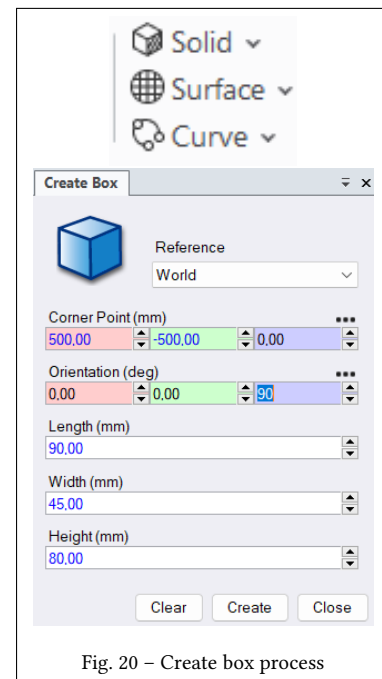 Solid
Surface
Curve
Create Box
Reference
World
Corner Point (mm)
500,00 -500,00 0,00
Orientation (deg)
0,00 0,00 90
Length (mm)
90,00
Width (mm)
45,00
Height (mm)
80,00
Clear Create Close
Fig. 20 – Create box process